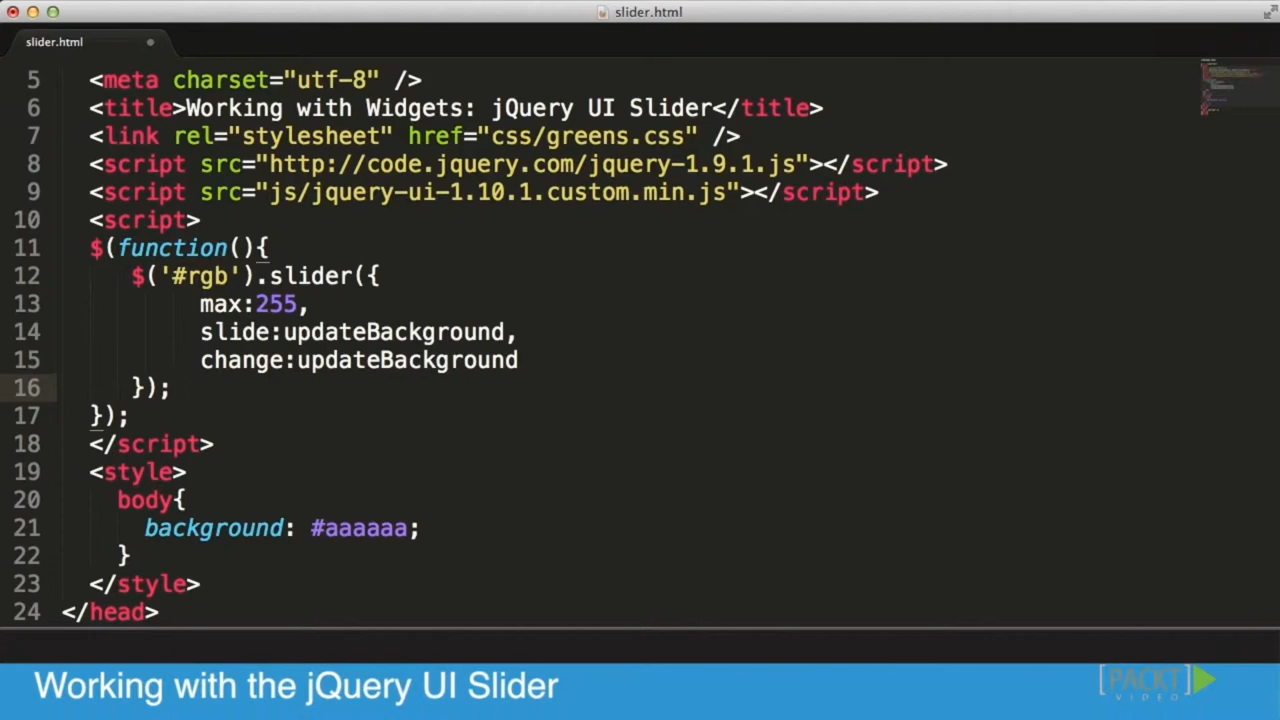 slider.html
slider.html
5 <meta charset="utf-8" />
6 <title>Working with Widgets: jQuery UI Slider</title>
7 <link rel="stylesheet" href="css/greens.css" />
8 <script src="http://code.jquery.com/jquery-1.9.1.js"></script>
9 <script src="js/jquery-ui-1.10.1.custom.min.js"></script>
10 <script>
11 $(function(){
12 $('#rgb').slider({
13 max:255,
14 slide:updateBackground,
15 change:updateBackground
16 });
17 });
18 </script>
19 <style>
20 body{
21 background: #aaaaaa;
22 }
23 </style>
24 </head>
Working with the jQuery UI Slider
[PACKT]
VIDEO